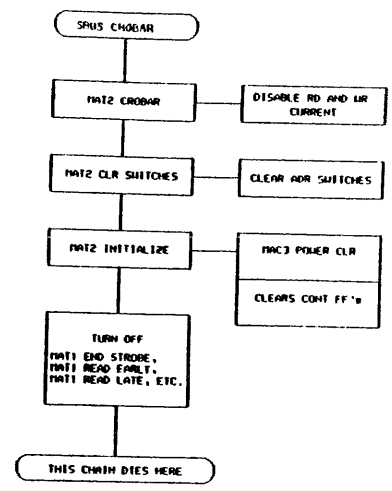 SBUS CROBAR
MAT2 CROBAR
DISABLE RD AND WR
CURRENT
MAT2 CLR SWITCHES
CLEAR ADR SWITCHES
MAT2 INITIALIZE
MAC3 POWER CLR
CLEARS CONT FF's
TURN OFF
MAT1 END STROBE,
MAT1 READ EARLY,
MAT1 READ LATE, ETC.
THIS CHAIN DIES HERE